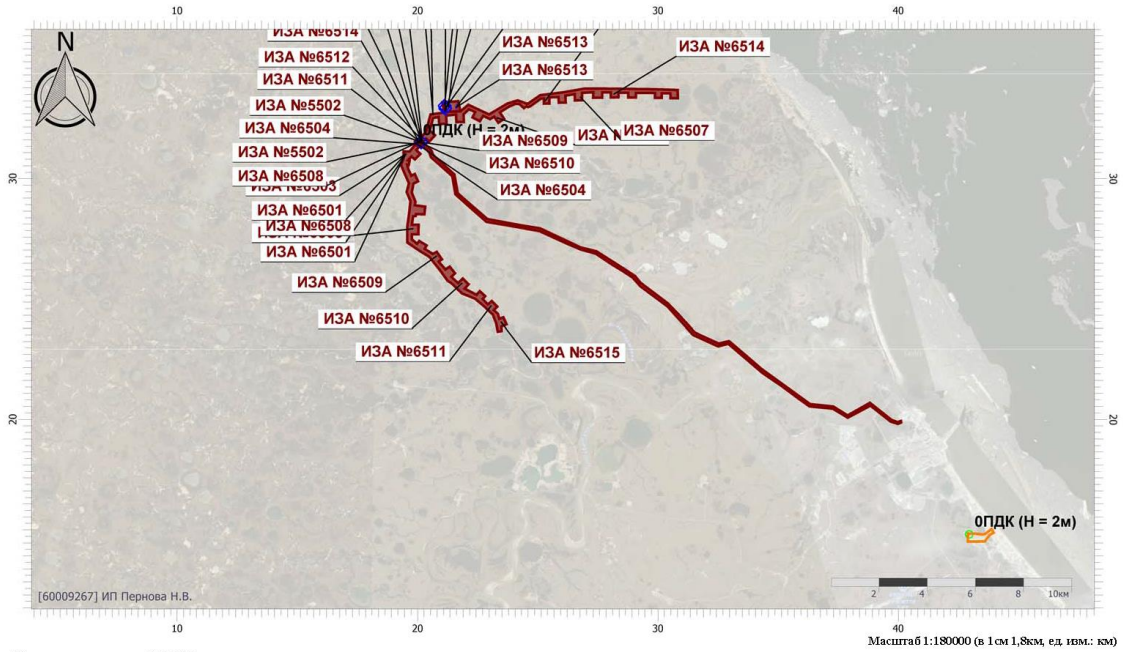 10
20
30
40
N
ИЗА №6514
ИЗА №6513
ИЗА №6514
ИЗА №6512
ИЗА №6513
ИЗА №6511
ИЗА №5502
ИЗА №6504
0ПДК (Н = 2м)
ИЗА №6507
ИЗА №6509
ИЗА №5502
ИЗА №6510
ИЗА №6508
30
30
ИЗА №6504
ИЗА №6501
ИЗА №6508
ИЗА №6501
ИЗА №6509
ИЗА №6510
ИЗА №6511
ИЗА №6515
20
20
0ПДК (Н = 2м)
2
4
6
8
10км
[60009267] ИП Пернова Н.В.
10
20
30
40
Масштаб 1:180000 (в 1см 1,8км, ед. изм.: км)